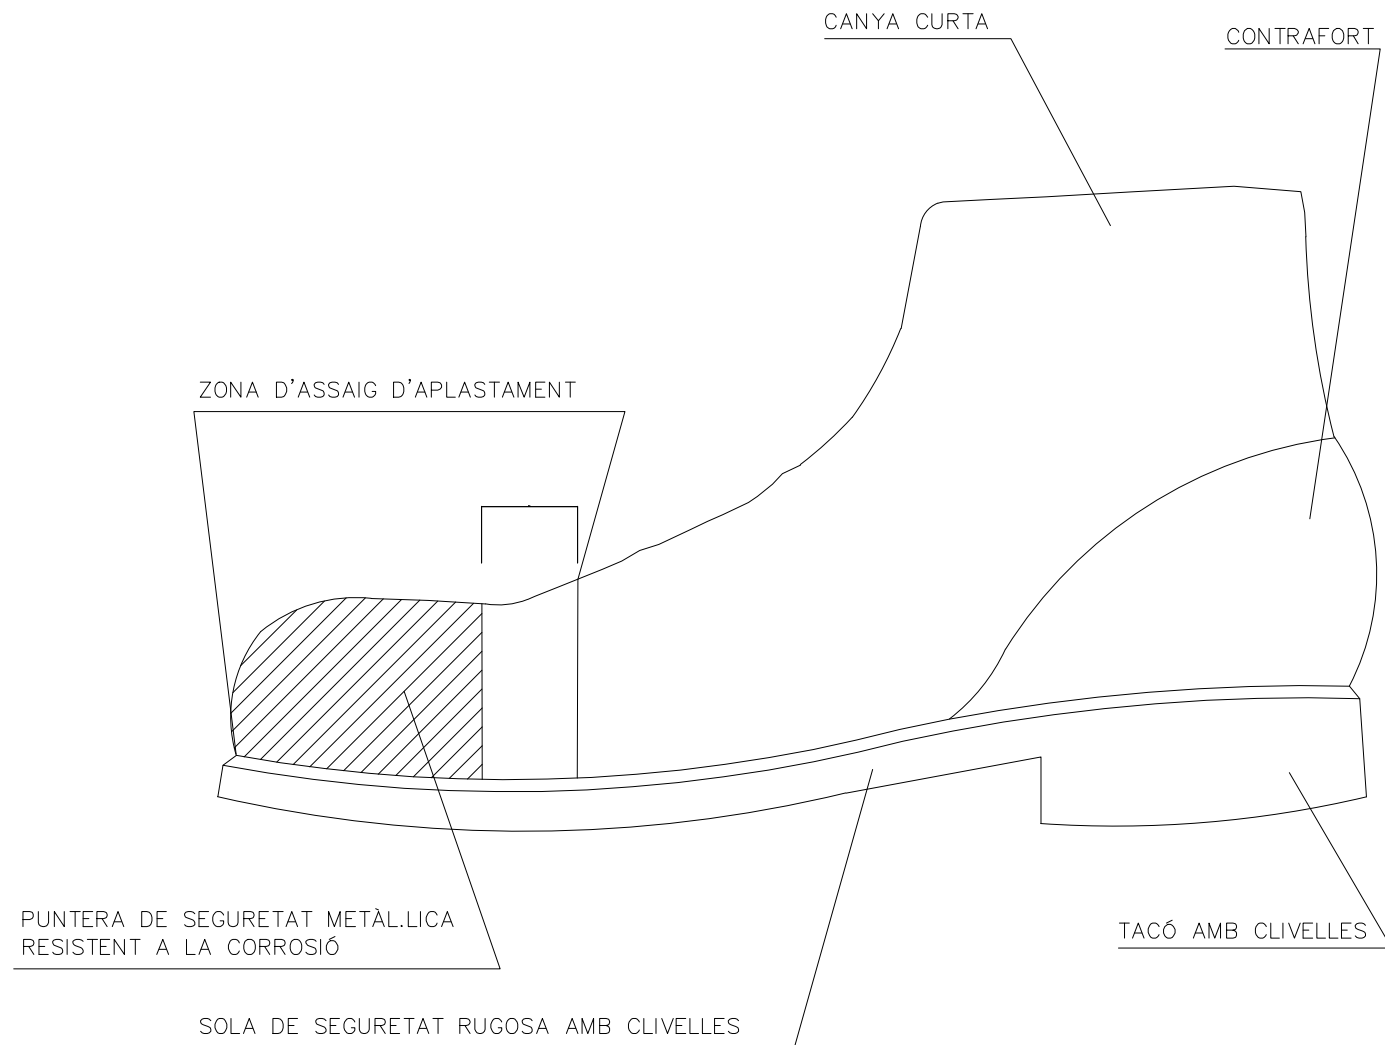 CANYA CURTA
CONTRAFORT
ZONA D'ASSAIG D'APLASTAMENT
PUNTERA DE SEGURETAT METÀL.LICA
RESISTENT A LA CORROSIÓ
TACÓ AMB CLIVELLES
SOLA DE SEGURETAT RUGOSA AMB CLIVELLES